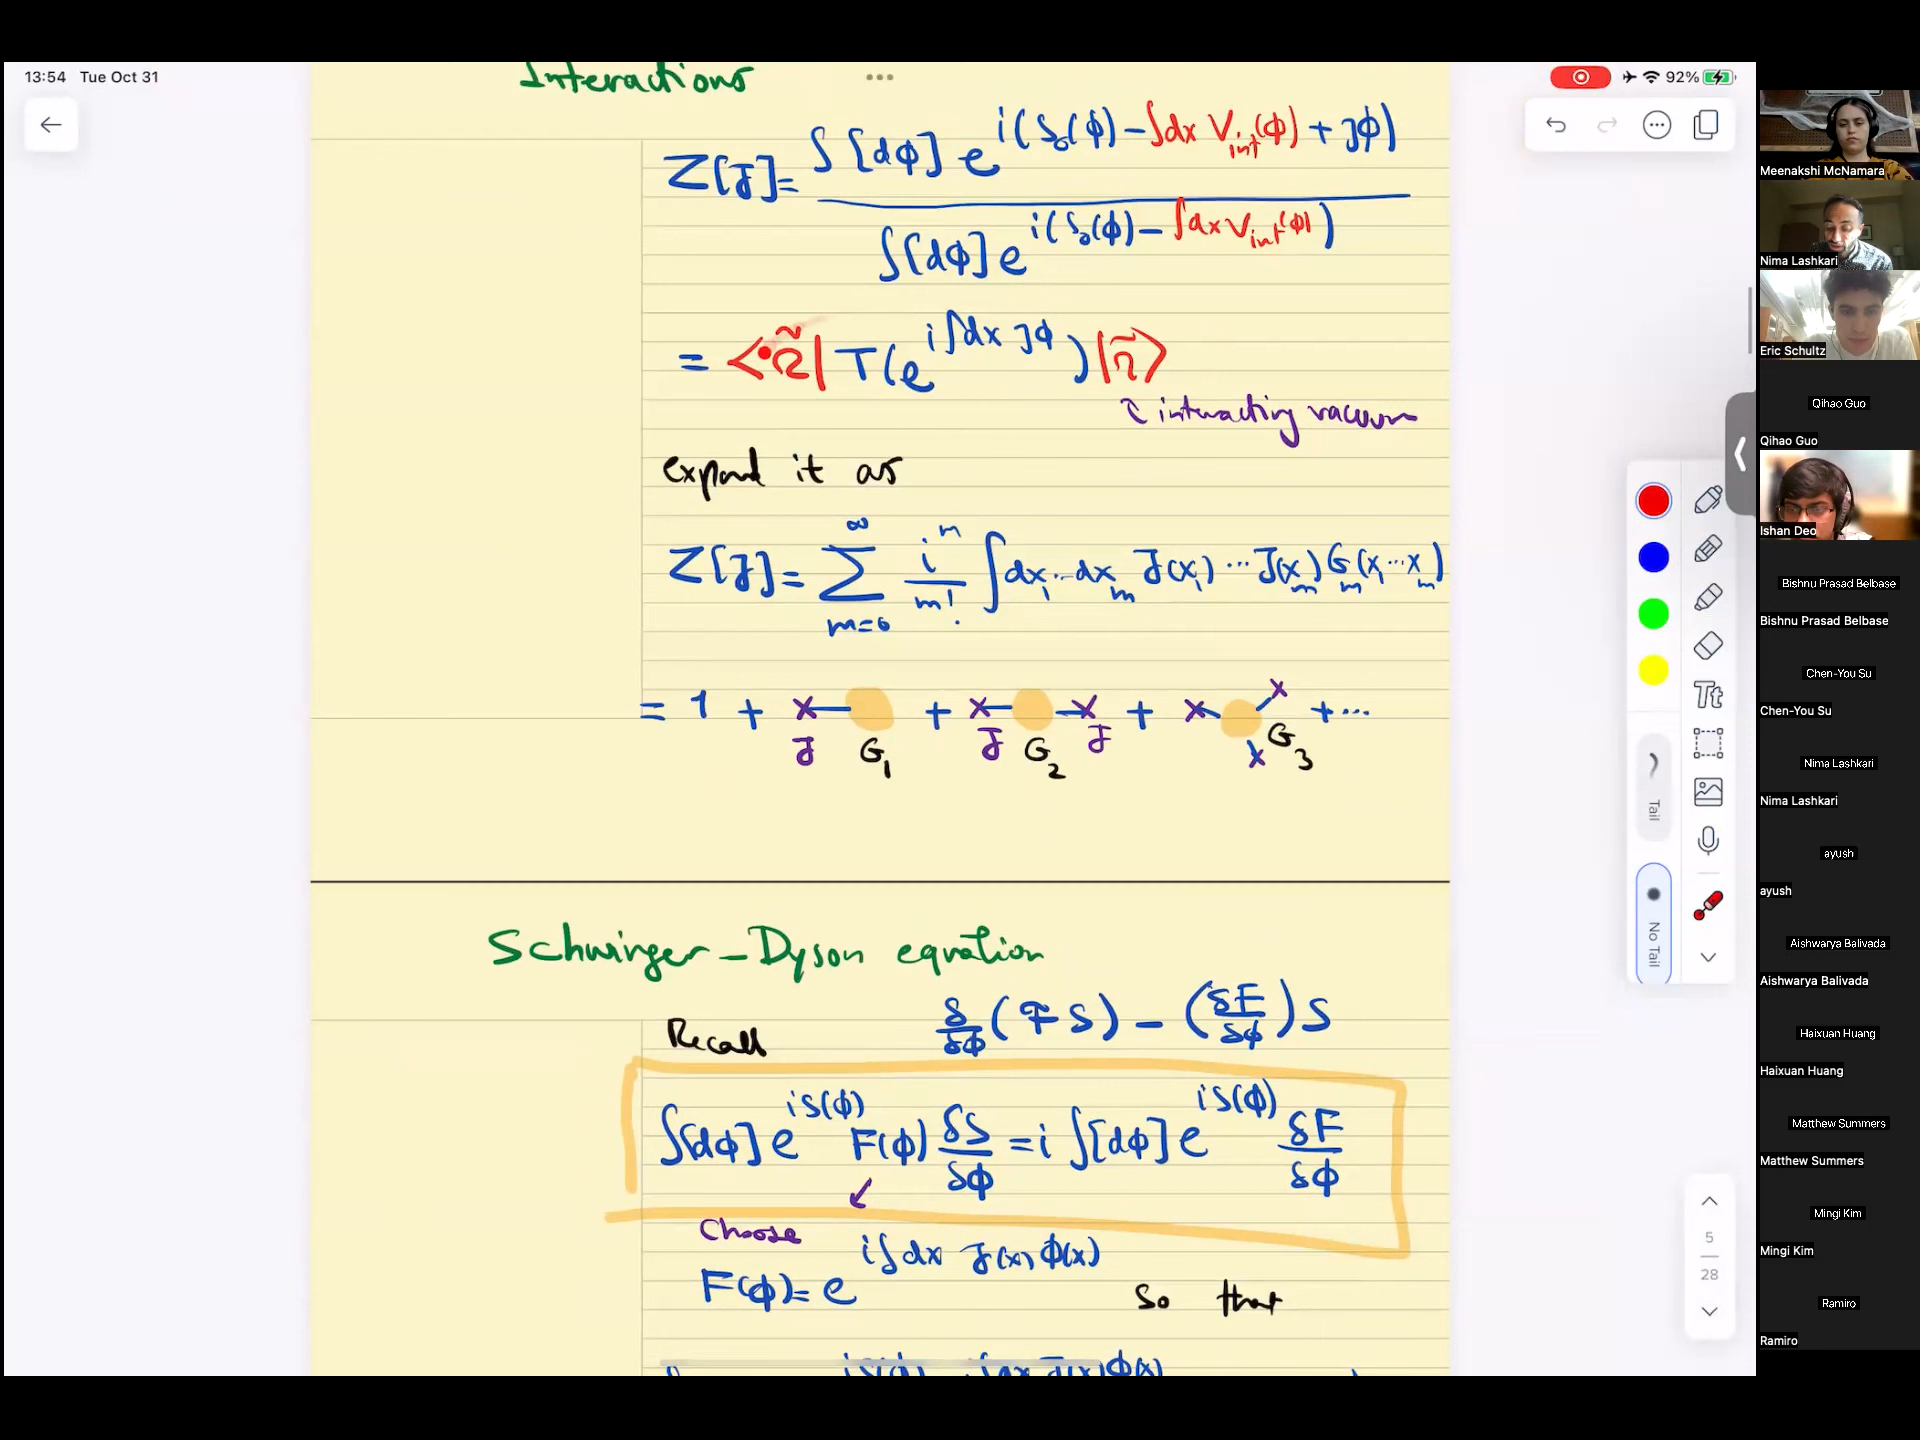 13:54 Tue Oct 31
92%
Interactions
Z[J] = ∫[dϕ] e^{i(S₀(ϕ) − ∫dx V_int(ϕ) + Jϕ)}
∫[dϕ] e^{i(S₀(ϕ) − ∫dx V_int(ϕ))}
= <Ω̃| T(e^{i∫dx Jϕ}) |Ω̃>
interacting vacuum
expand it as
Z[J] = ∑_{m=0}^{∞} i^m/m! ∫dx₁...dx_m J(x₁)...J(x_m) G_m(x₁...x_m)
= 1 + x— + x— —x + x x x + ...
J G₁ J G₂ J G₃
Schwinger-Dyson equation
Recall δ/δϕ (F S) − (δF/δϕ) S
∫[dϕ] e^{iS(ϕ)} F(ϕ) δS/δϕ = i ∫[dϕ] e^{iS(ϕ)} δF/δϕ
Choose
F(ϕ) = e^{i∫dx J(x) ϕ(x)} So that
Tail
No Tail
Tt
5
28
Meenakshi McNamara
Nima Lashkari
Eric Schultz
Qihao Guo
Qihao Guo
Ishan Deo
Bishnu Prasad Belbase
Bishnu Prasad Belbase
Chen-You Su
Chen-You Su
Nima Lashkari
Nima Lashkari
ayush
ayush
Aishwarya Balivada
Aishwarya Balivada
Haixuan Huang
Haixuan Huang
Matthew Summers
Matthew Summers
Mingi Kim
Mingi Kim
Ramiro
Ramiro